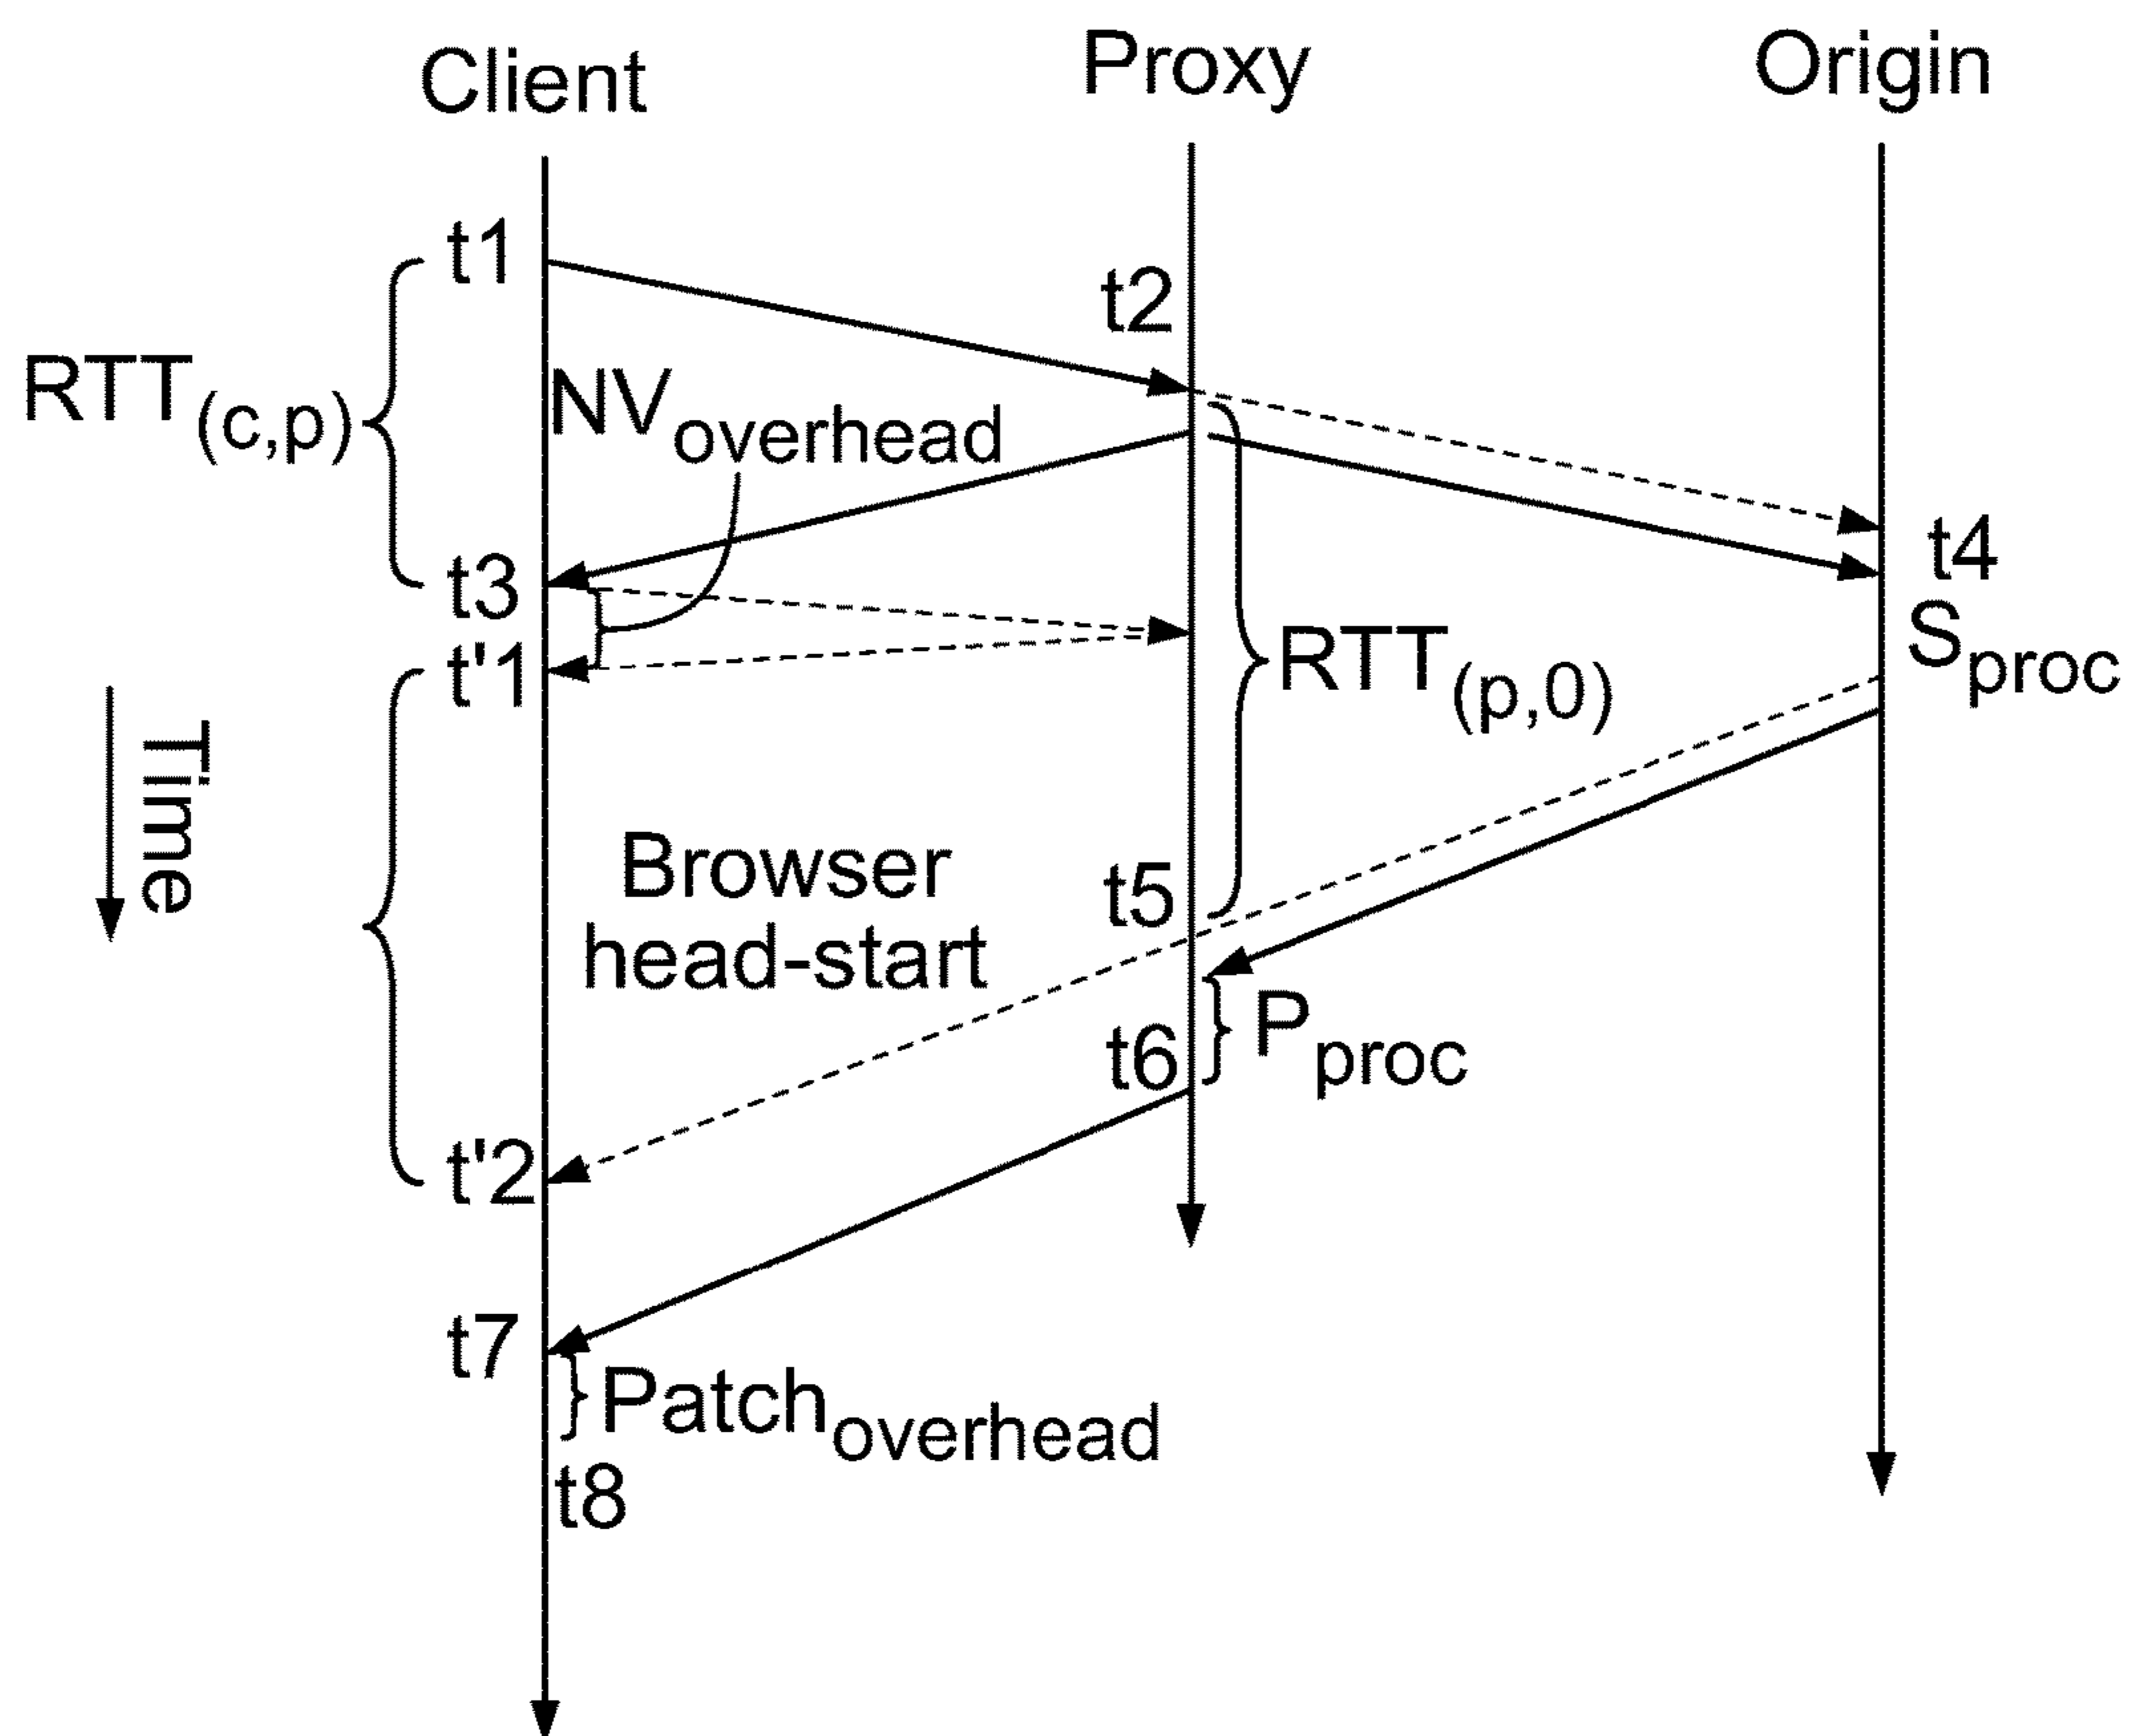 Client
Proxy
Origin
t1
t2
RTT(c,p)
NVoverhead
t3
t4
Sproc
t'1
RTT(p,0)
Time
Browser
head-start
t5
Pproc
t6
t'2
t7
Patchoverhead
t8